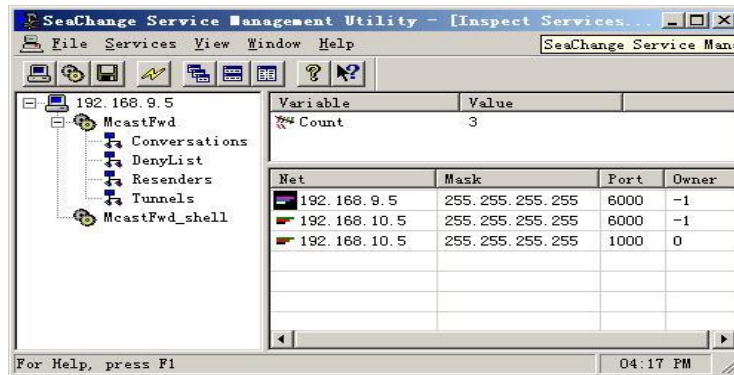 SeaChange Service Management Utility - [Inspect Services...
File Services View Window Help
SeaChange Service Man
192.168.9.5
McastFwd
Conversations
DenyList
Resenders
Tunnels
McastFwd_shell
Variable Value
Count 3
Net Mask Port Owner
192.168.9.5 255.255.255.255 6000 -1
192.168.10.5 255.255.255.255 6000 -1
192.168.10.5 255.255.255.255 1000 0
For Help, press F1
04:17 PM